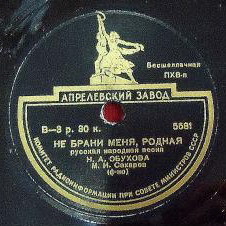 Бесшеллачная
ПХВ-п
АПРЕЛЕВСКИЙ ЗАВОД
В—3 р. 80 к. 5581
НЕ БРАНИ МЕНЯ, РОДНАЯ
русская народная песня
Н. А. ОБУХОВА
М. И. Сахаров
(ф-но)
КОМИТЕТ РАДИОИНФОРМАЦИИ ПРИ СОВЕТЕ МИНИСТРОВ СССР